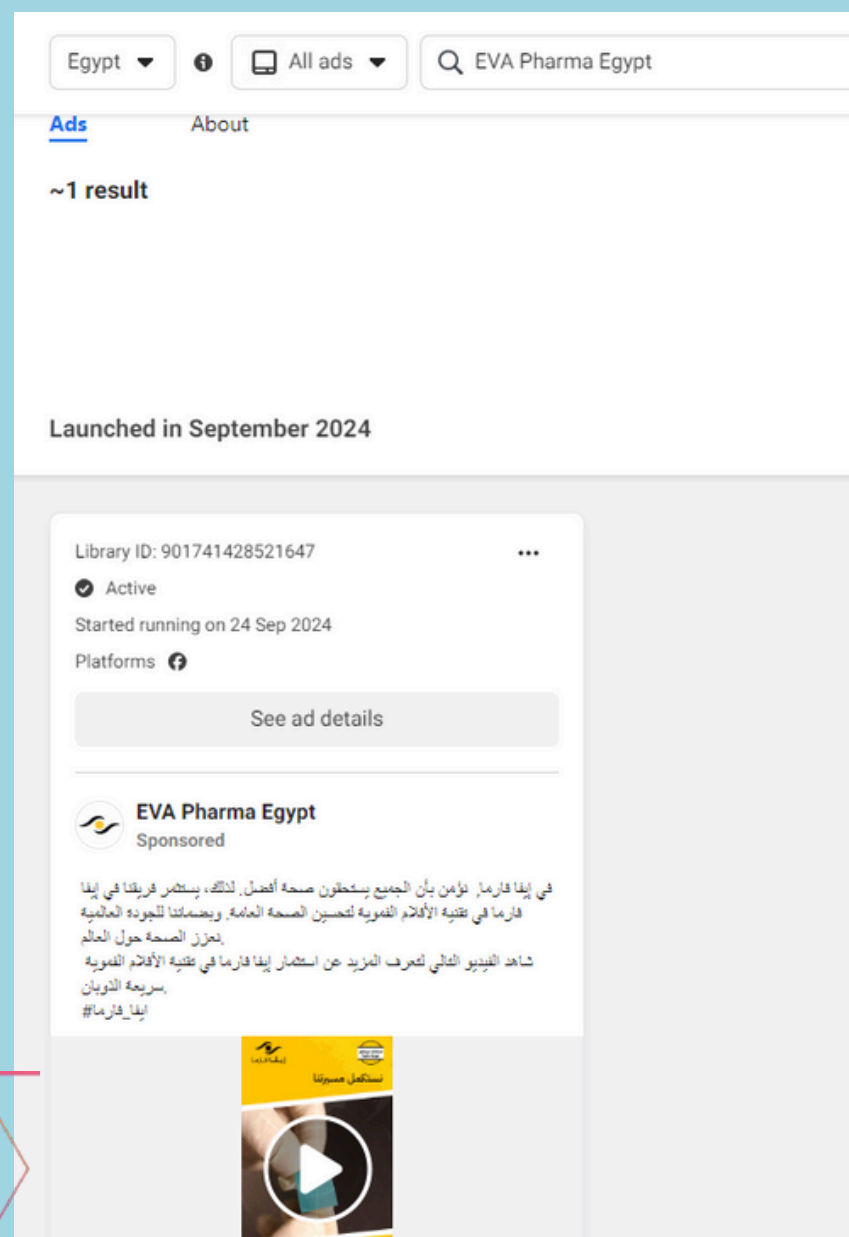 Egypt
All ads
EVA Pharma Egypt
Ads
About
~1 result
Launched in September 2024
Library ID: 901741428521647
Active
Started running on 24 Sep 2024
Platforms
See ad details
EVA Pharma Egypt
Sponsored
في إيفا فارما, نؤمن بأن الجميع يستحقون صحة أفضل. لذلك، يستثمر فريقنا في إيفا
فارما في تقنية الأفلام الفموية لتحسين الصحة العامة. وبضماننا للجودة العالمية
نعزز الصحة حول العالم.
شاهد الفيديو التالي لتعرف المزيد عن استثمار إيفا فارما في تقنية الأفلام الفموية
سريعة الذوبان.
#ايفا_فارما
إيفا فارما
نستكمل مسيرتنا